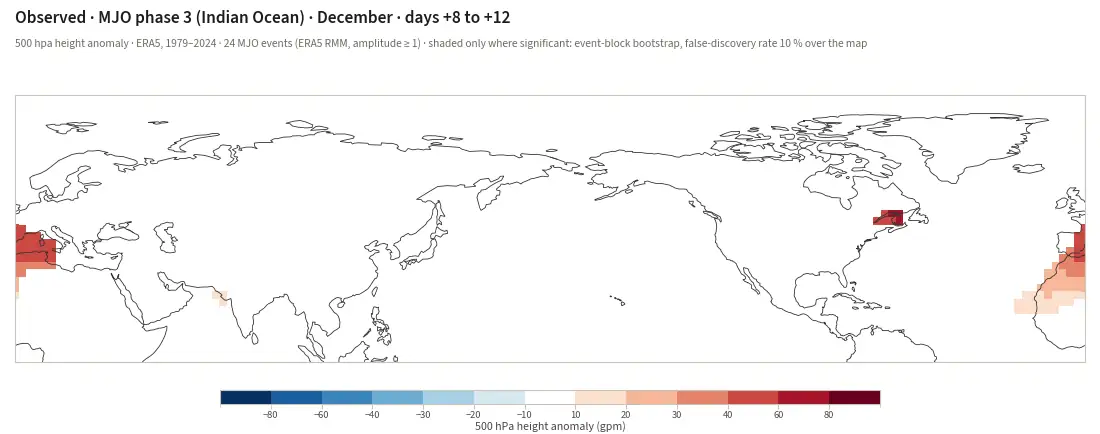 Observed · MJO phase 3 (Indian Ocean) · December · days +8 to +12
500 hpa height anomaly · ERA5, 1979–2024 · 24 MJO events (ERA5 RMM, amplitude ≥ 1) · shaded only where significant: event-block bootstrap, false-discovery rate 10 % over the map
−80 −60 −40 −30 −20 −10 10 20 30 40 60 80
500 hPa height anomaly (gpm)